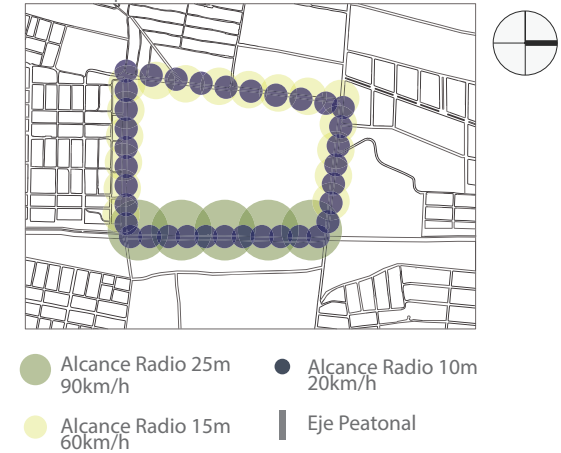 Alcance Radio 25m
90km/h
Alcance Radio 15m
60km/h
Alcance Radio 10m
20km/h
Eje Peatonal